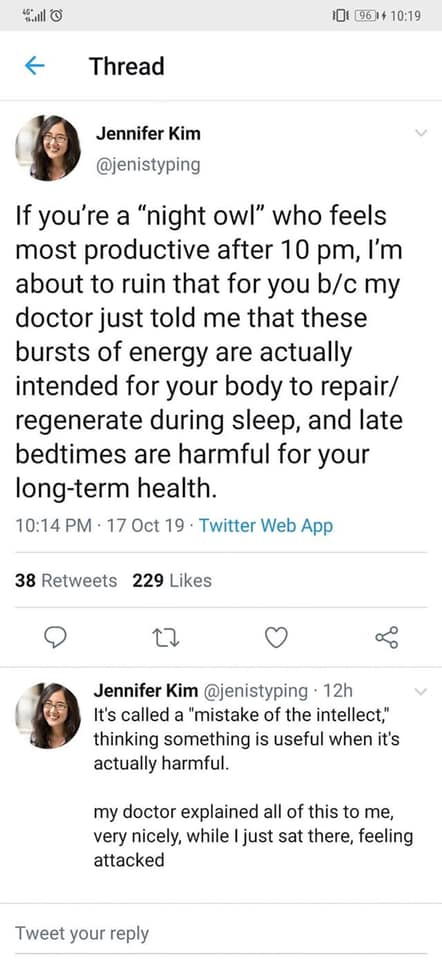 4G+
96 10:19
Thread
Jennifer Kim
@jenistyping
If you're a “night owl” who feels
most productive after 10 pm, I'm
about to ruin that for you b/c my
doctor just told me that these
bursts of energy are actually
intended for your body to repair/
regenerate during sleep, and late
bedtimes are harmful for your
long-term health.
10:14 PM · 17 Oct 19 · Twitter Web App
38 Retweets 229 Likes
Jennifer Kim @jenistyping · 12h
It's called a "mistake of the intellect,"
thinking something is useful when it's
actually harmful.
my doctor explained all of this to me,
very nicely, while I just sat there, feeling
attacked
Tweet your reply